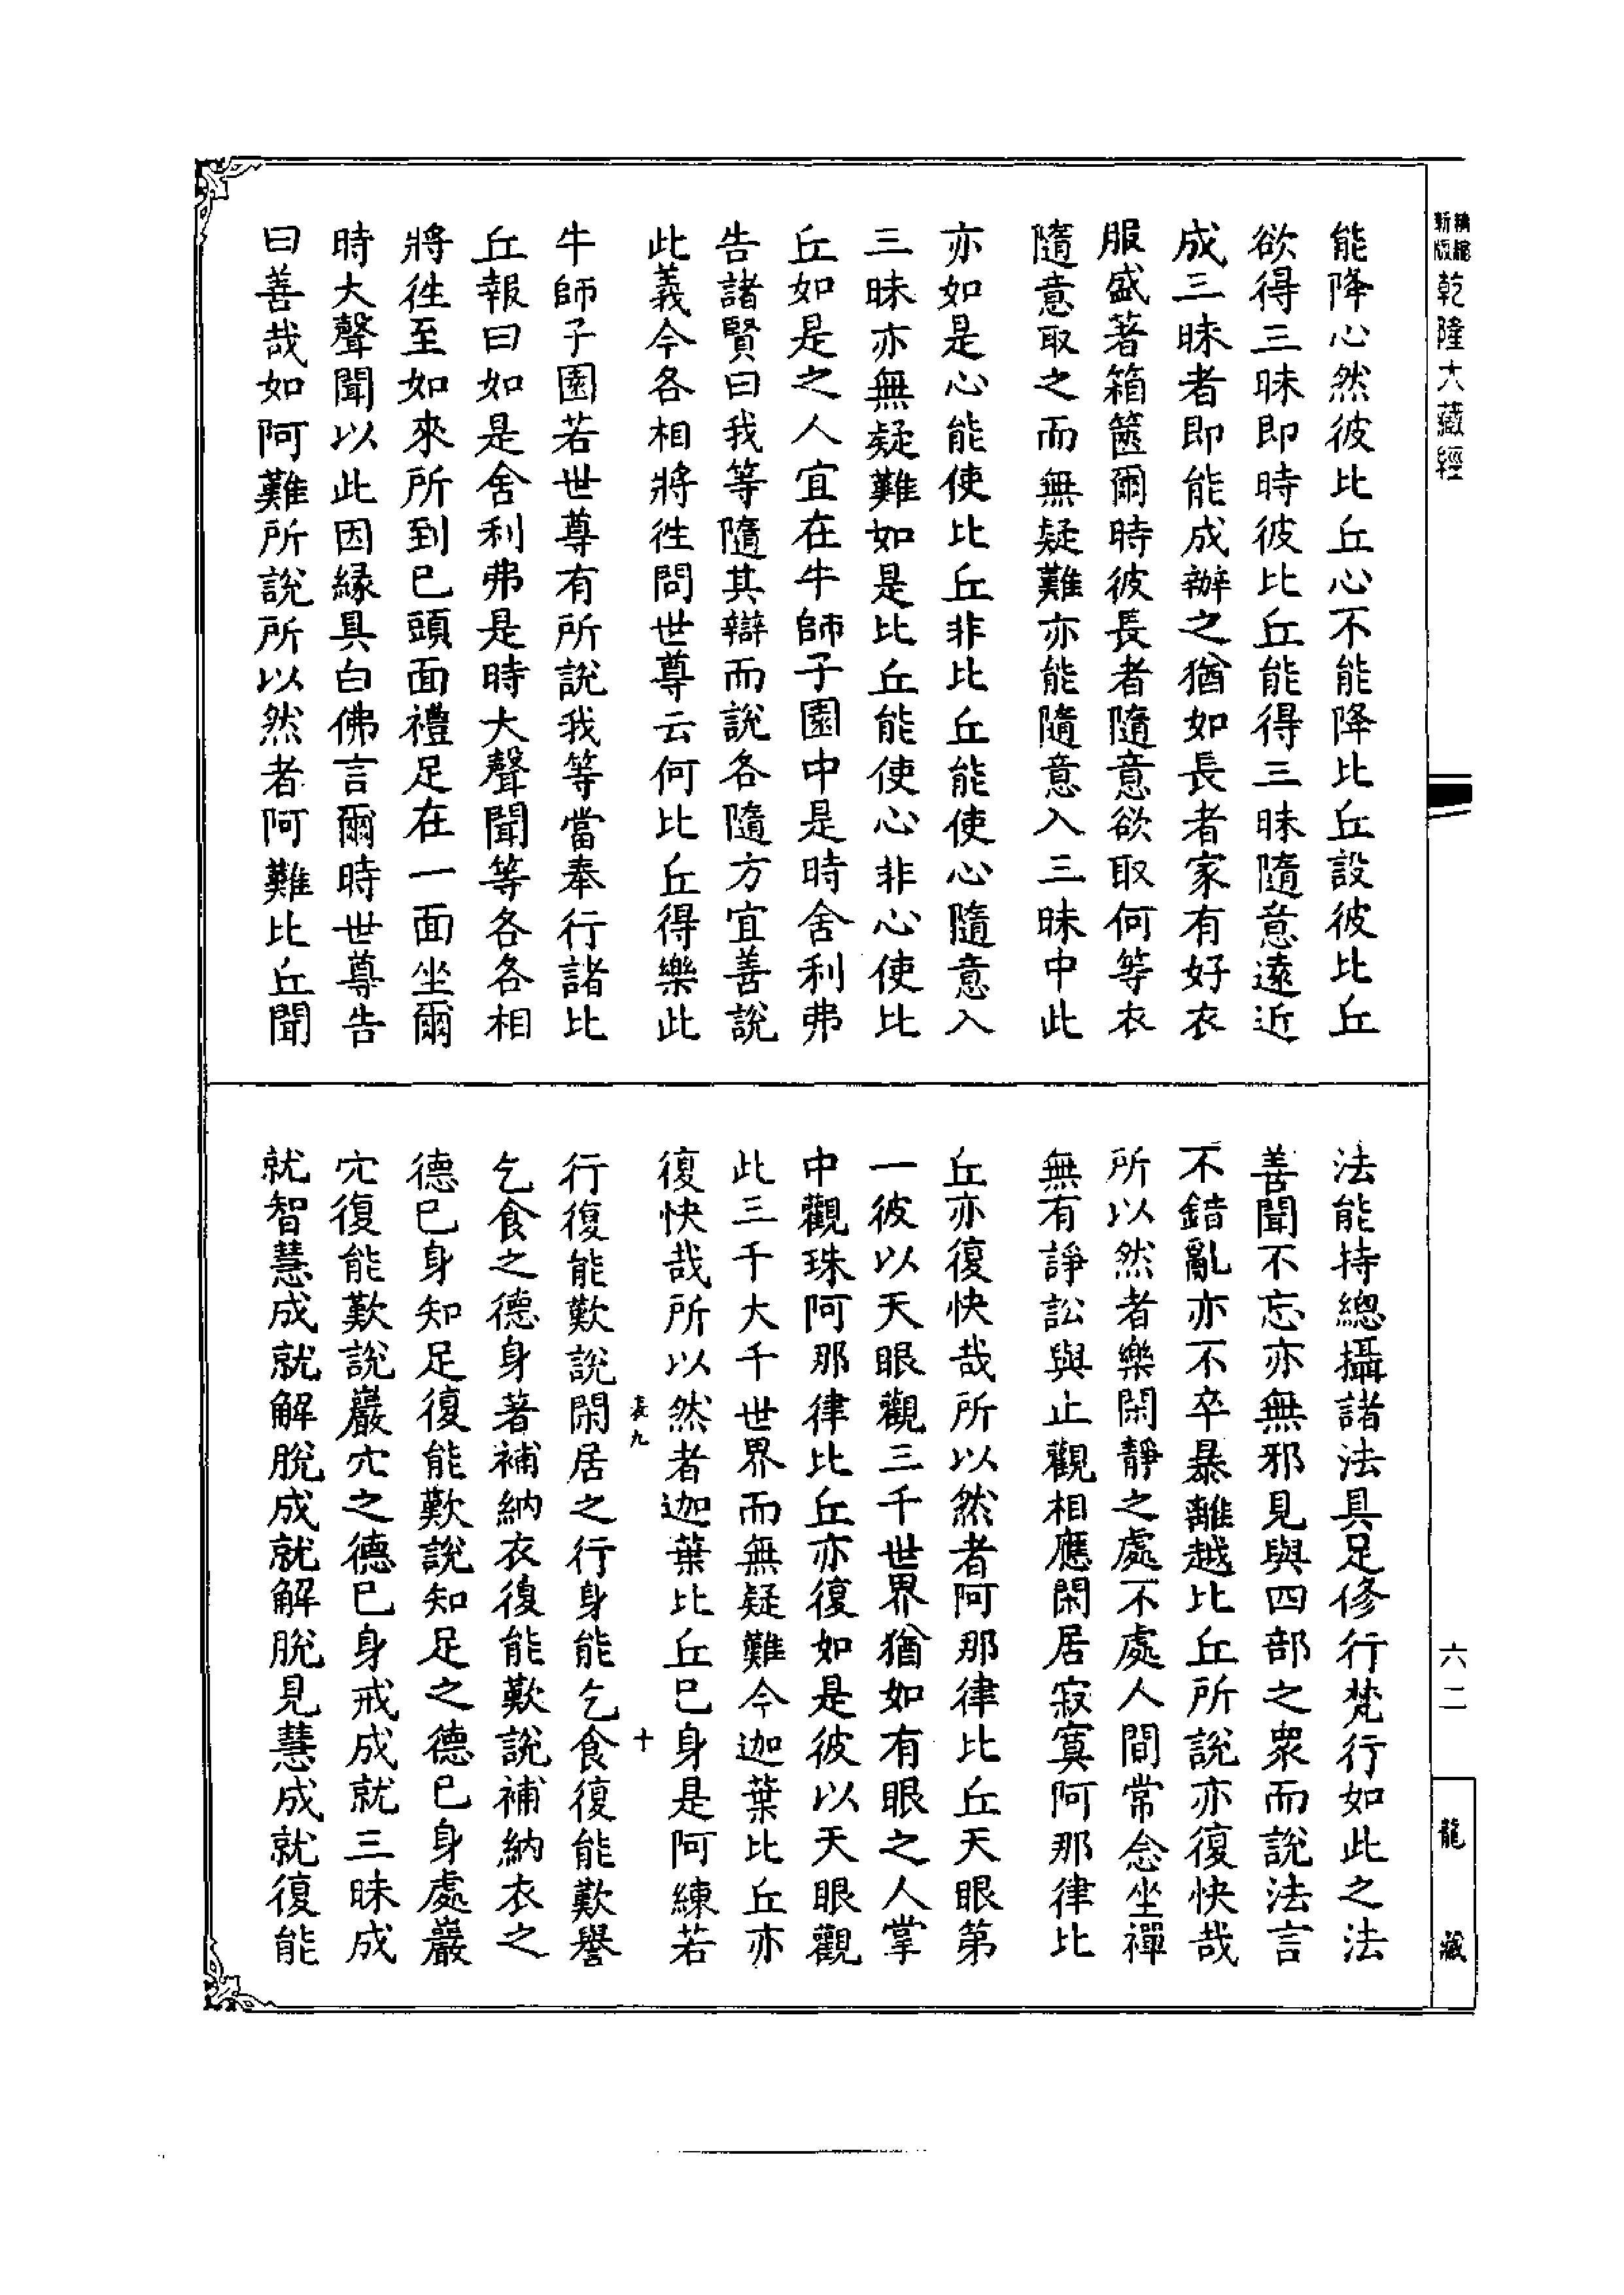 新版
乾隆大藏經
能降心然彼比丘心不能降比丘設彼比丘
欲得三昧即時彼比丘能得三昧隨意遠近
成三昧者即能成辦之猶如長者家有好衣
服盛著箱篋爾時彼長者隨意欲取何等衣
隨意取之而無疑難亦能隨意入三昧中此
亦如是心能使比丘非比丘能使心隨意入
三昧亦無疑難如是比丘能使心非心使比
丘如是之人宜在牛師子園中是時舍利弗
告諸賢曰我等隨其辯而說各隨方宜善說
此義今各相將徃問世尊云何比丘得樂此
牛師子園若世尊有所說我等當奉行諸比
丘報曰如是舍利弗是時大聲聞等各各相
將徃至如來所到已頭面禮足在一面坐爾
時大聲聞以此因緣具白佛言爾時世尊告
曰善哉如阿難所說所以然者阿難比丘聞
法能持總攝諸法具足修行梵行如此之法
善聞不忘亦無邪見與四部之衆而說法言
不錯亂亦不卒暴離越比丘所說亦復快哉
所以然者樂閑靜之處不處人間常念坐禪
無有諍訟與止觀相應閑居寂寞阿那律比
丘亦復快哉所以然者阿那律比丘天眼第
一彼以天眼觀三千世界猶如有眼之人掌
中觀珠阿那律比丘亦復如是彼以天眼觀
此三千大千世界而無疑難今迦葉比丘亦
復快哉所以然者迦葉比丘已身是阿練若
行復能歎說閑居之行身能乞食復能歎譽
乞食之德身著補納衣復能歎說補納衣之
德已身知足復能歎說知足之德已身處巖
穴復能歎說巖穴之德已身戒成就三昧成
就智慧成就解脫成就解脫見慧成就復能
九
十
六二
龍藏